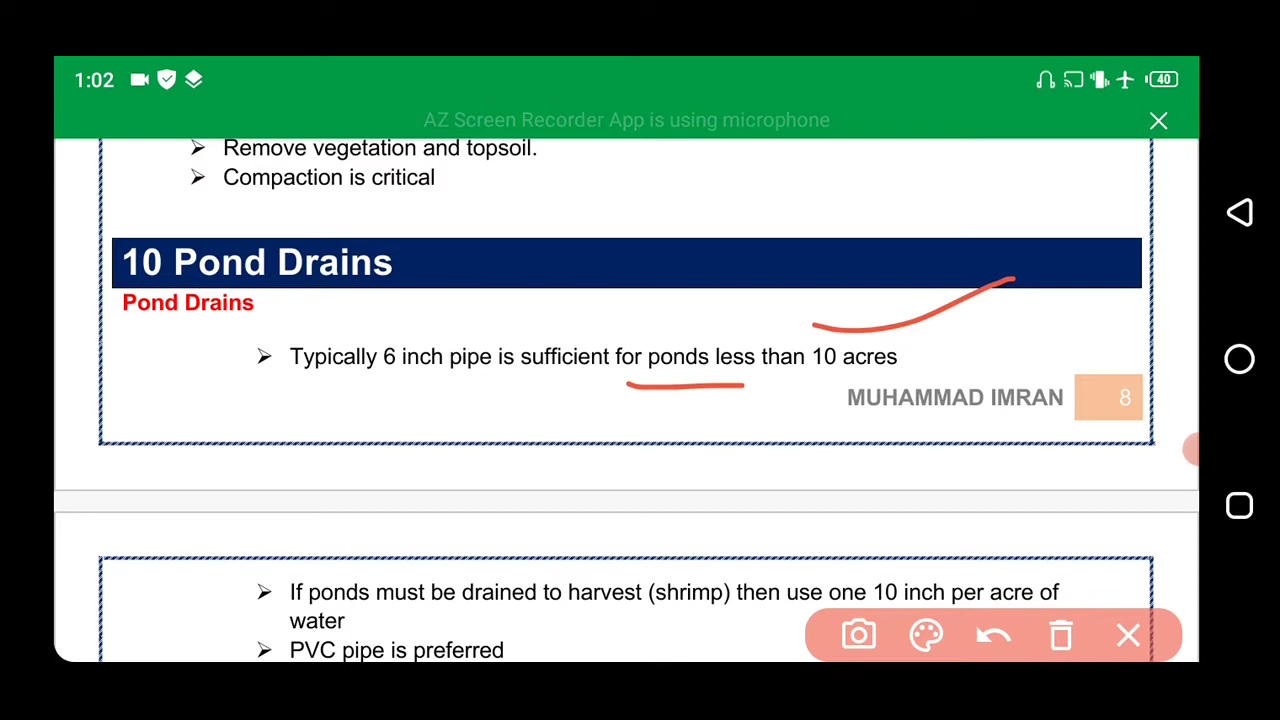 1:02
40
AZ Screen Recorder App is using microphone
➢ Remove vegetation and topsoil.
➢ Compaction is critical
10 Pond Drains
Pond Drains
➢ Typically 6 inch pipe is sufficient for ponds less than 10 acres
MUHAMMAD IMRAN 8
➢ If ponds must be drained to harvest (shrimp) then use one 10 inch per acre of
water
➢ PVC pipe is preferred